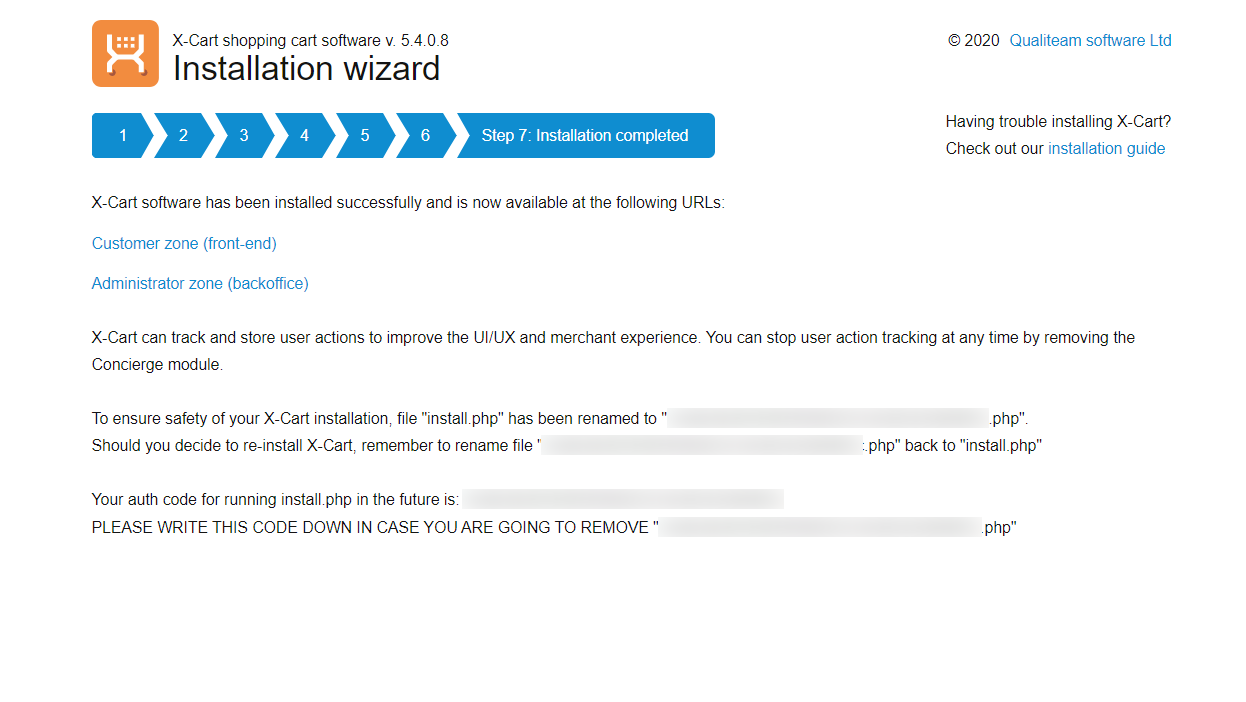 X-Cart shopping cart software v. 5.4.0.8
Installation wizard
© 2020 Qualiteam software Ltd
1 2 3 4 5 6 Step 7: Installation completed
Having trouble installing X-Cart?
Check out our installation guide
X-Cart software has been installed successfully and is now available at the following URLs:
Customer zone (front-end)
Administrator zone (backoffice)
X-Cart can track and store user actions to improve the UI/UX and merchant experience. You can stop user action tracking at any time by removing the
Concierge module.
To ensure safety of your X-Cart installation, file "install.php" has been renamed to " .php".
Should you decide to re-install X-Cart, remember to rename file " .php" back to "install.php"
Your auth code for running install.php in the future is:
PLEASE WRITE THIS CODE DOWN IN CASE YOU ARE GOING TO REMOVE " .php"